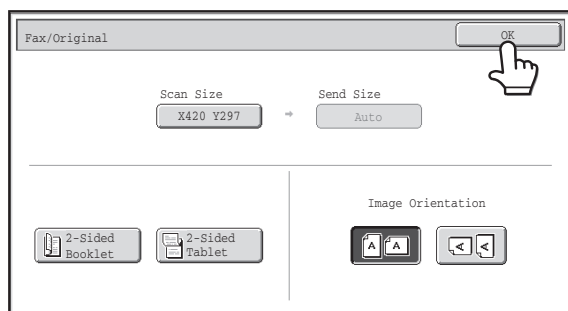 Fax/Original
OK
Scan Size
Send Size
X420 Y297
Auto
2-Sided
Booklet
2-Sided
Tablet
Image Orientation
A A
A A